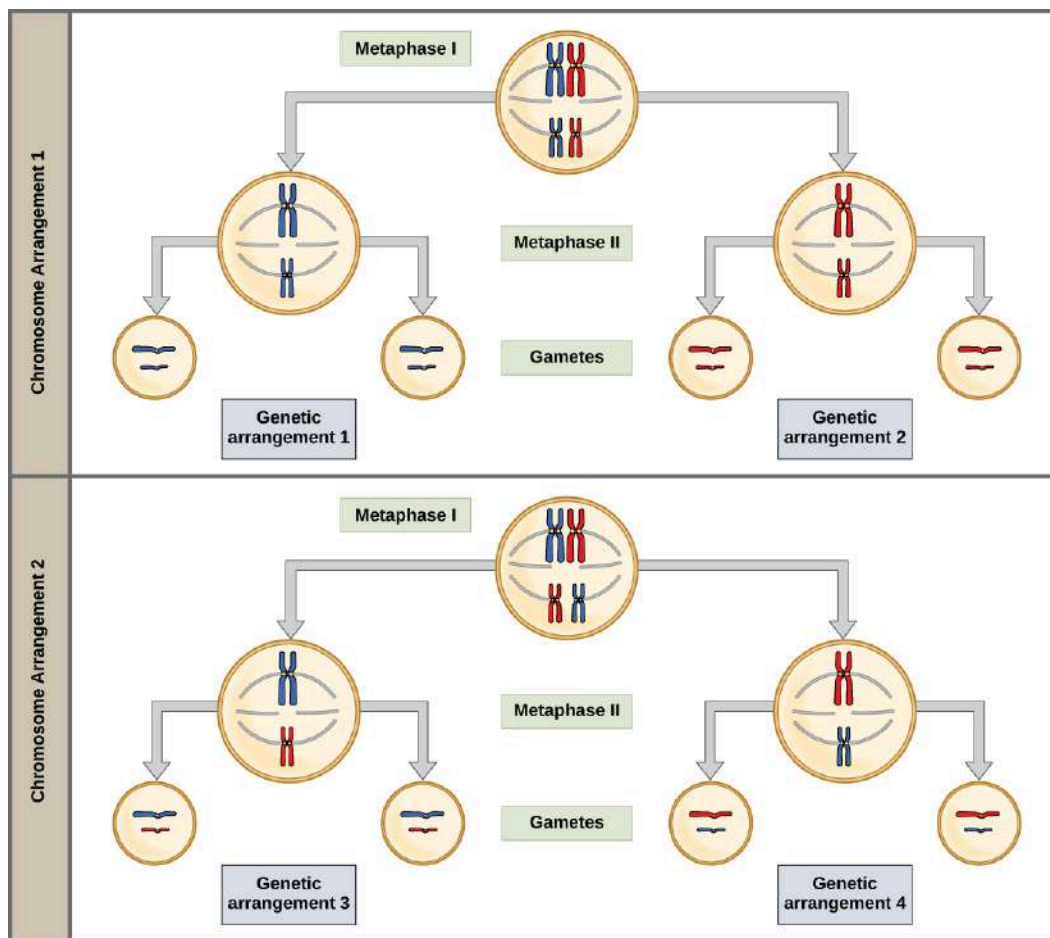 Chromosome Arrangement 1
Metaphase I
Metaphase II
Gametes
Genetic
arrangement 1
Genetic
arrangement 2
Chromosome Arrangement 2
Metaphase I
Metaphase II
Gametes
Genetic
arrangement 3
Genetic
arrangement 4